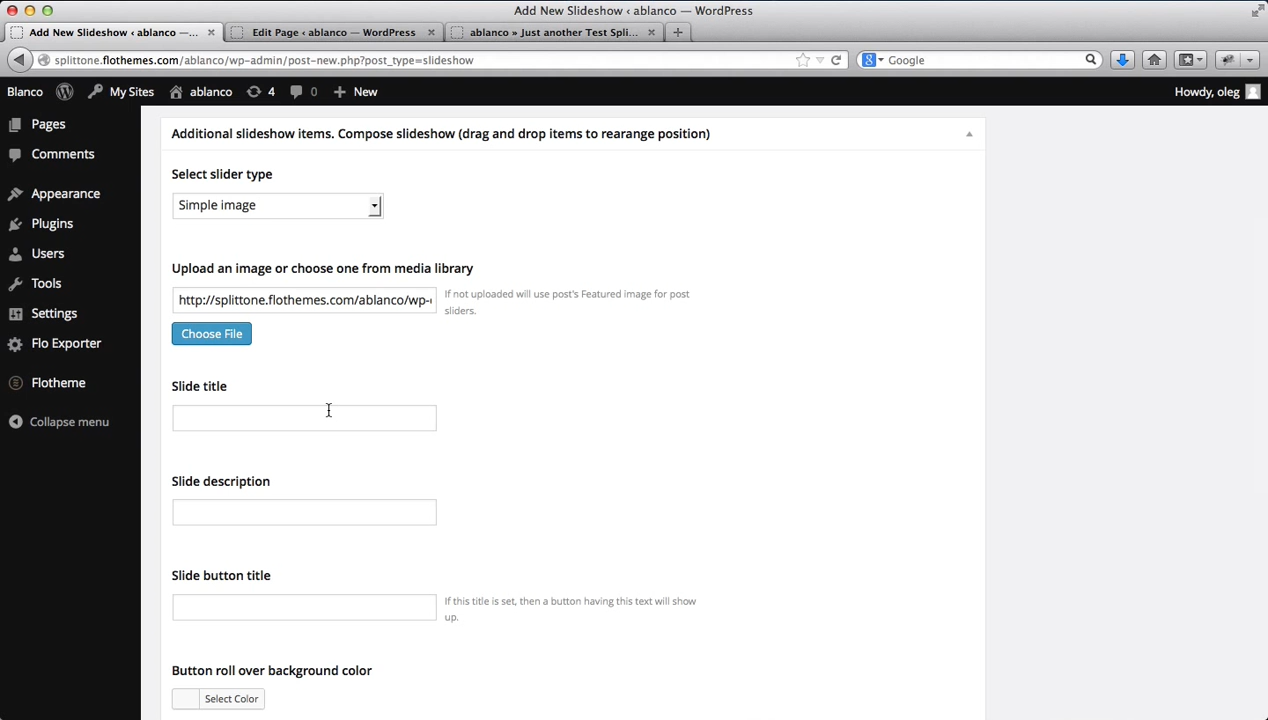 Add New Slideshow ‹ ablanco — WordPress
Add New Slideshow ‹ ablanco —...
Edit Page ‹ ablanco — WordPress
ablanco » Just another Test Spli...
splittone.flothemes.com/ablanco/wp-admin/post-new.php?post_type=slideshow
Google
Blanco
My Sites
ablanco
4
0
New
Howdy, oleg
Pages
Comments
Appearance
Plugins
Users
Tools
Settings
Flo Exporter
Flotheme
Collapse menu
Additional slideshow items. Compose slideshow (drag and drop items to rearange position)
Select slider type
Simple image
Upload an image or choose one from media library
http://splittone.flothemes.com/ablanco/wp-
If not uploaded will use post's Featured image for post
sliders.
Choose File
Slide title
Slide description
Slide button title
If this title is set, then a button having this text will show
up.
Button roll over background color
Select Color